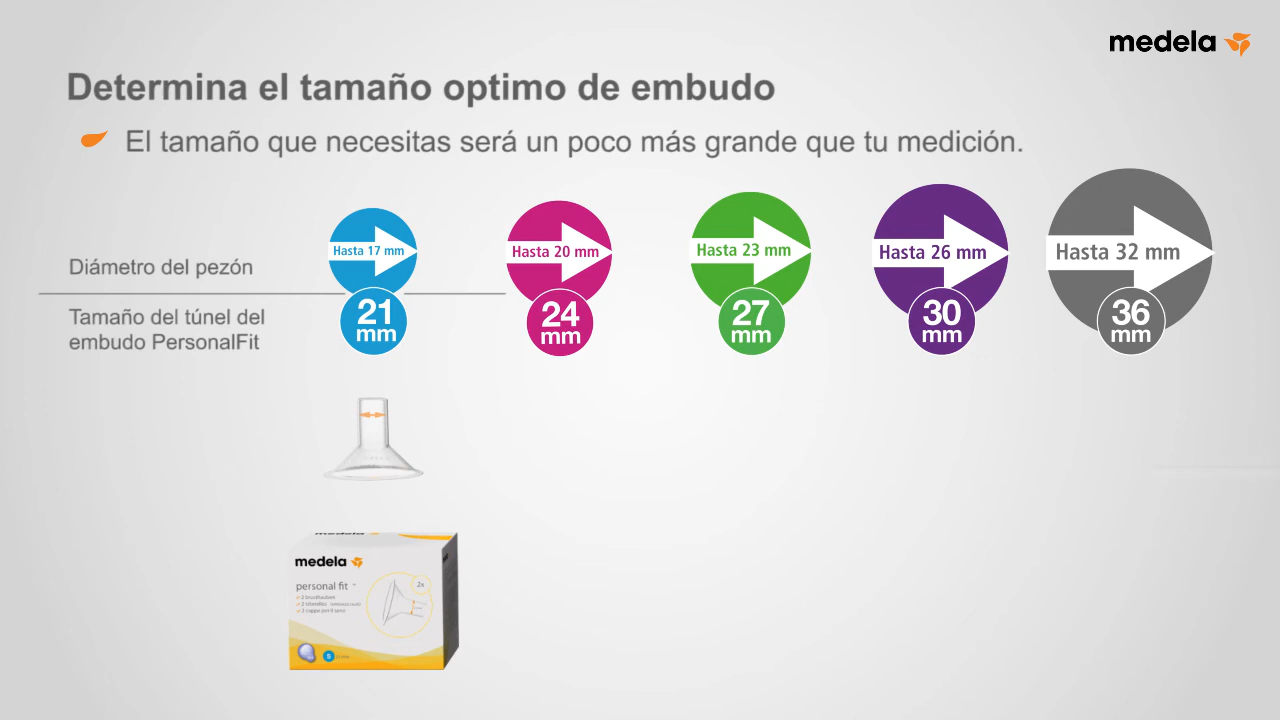 medela
Determina el tamaño optimo de embudo
El tamaño que necesitas será un poco más grande que tu medición.
Diámetro del pezón
Hasta 17 mm
Hasta 20 mm
Hasta 23 mm
Hasta 26 mm
Hasta 32 mm
Tamaño del túnel del
embudo PersonalFit
21
mm
24
mm
27
mm
30
mm
36
mm
medela
personal fit™
2x
S